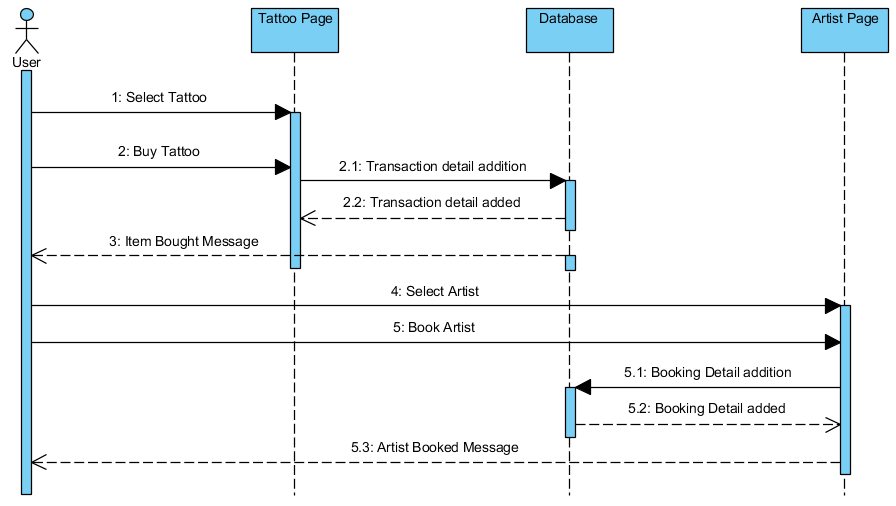 Tattoo Page
Database
Artist Page
User
1: Select Tattoo
2: Buy Tattoo
2.1: Transaction detail addition
2.2: Transaction detail added
3: Item Bought Message
4: Select Artist
5: Book Artist
5.1: Booking Detail addition
5.2: Booking Detail added
5.3: Artist Booked Message